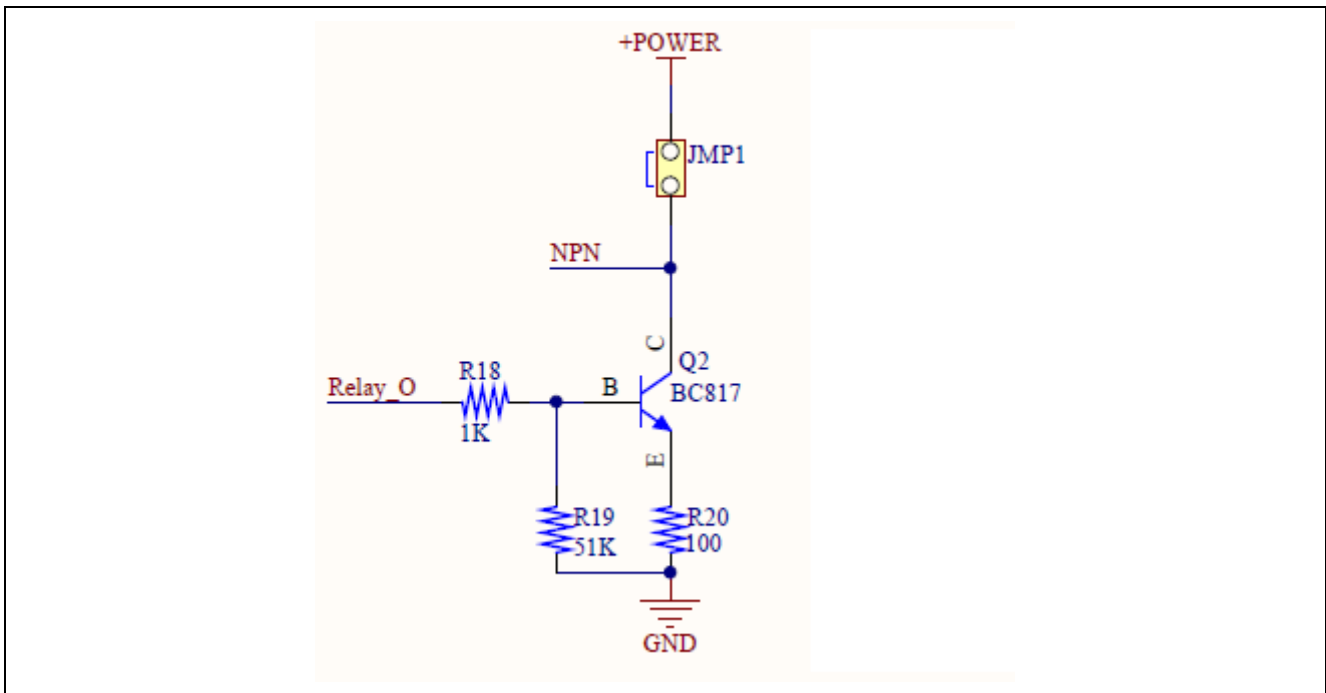 +POWER
JMP1
NPN
C
Q2
BC817
Relay_O
R18
1K
B
E
R19
51K
R20
100
GND